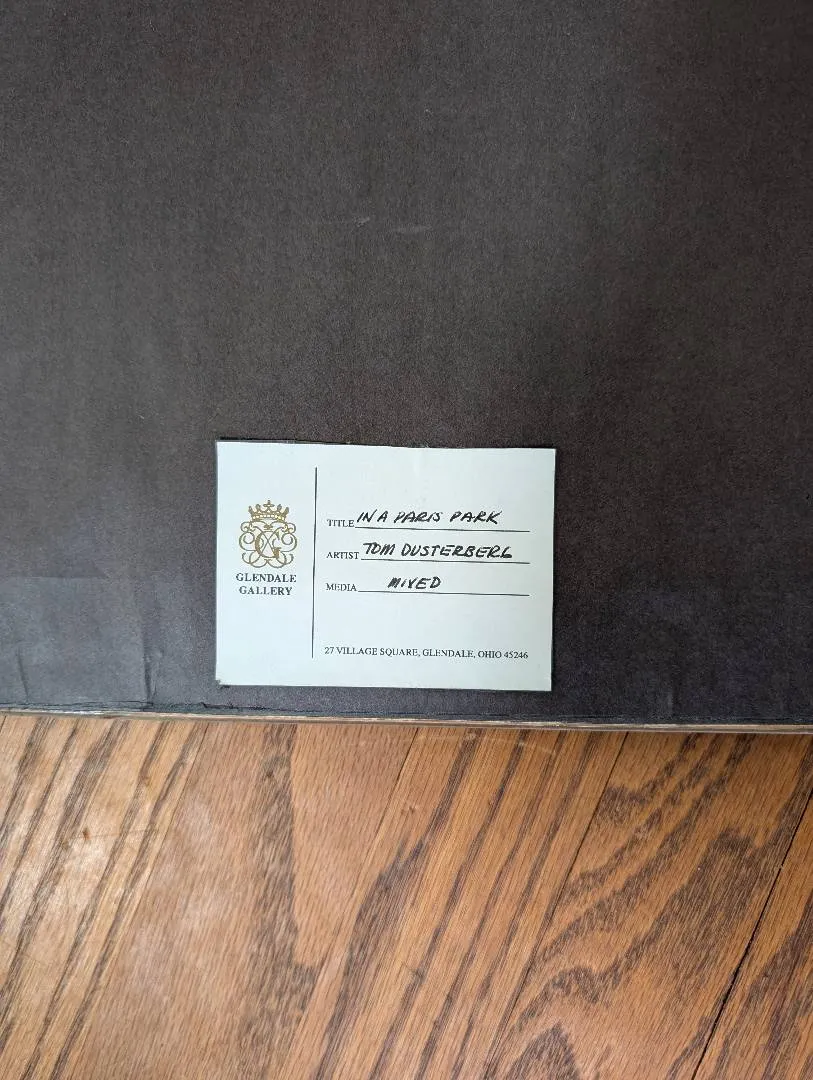 TITLE IN A PARIS PARK
ARTIST TOM DUSTERBERG
MEDIA MIXED
GLENDALE
GALLERY
27 VILLAGE SQUARE, GLENDALE, OHIO 45246